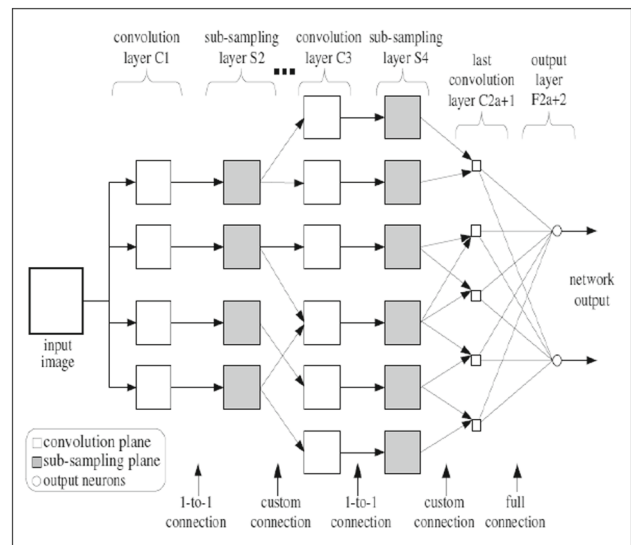 convolution
layer C1
sub-sampling
layer S2
convolution
layer C3
sub-sampling
layer S4
last
convolution
layer C2a+1
output
layer
F2a+2
input
image
network
output
convolution plane
sub-sampling plane
output neurons
1-to-1
connection
custom
connection
1-to-1
connection
custom
connection
full
connection